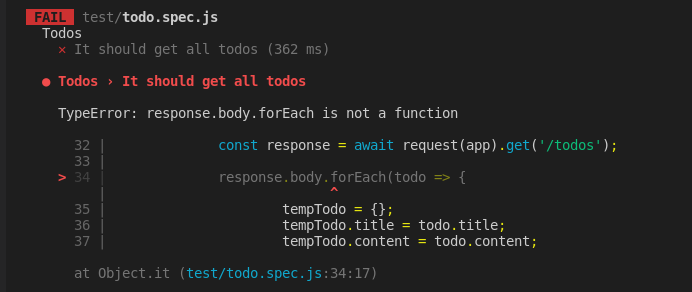 FAIL test/todo.spec.js
Todos
✕ It should get all todos (362 ms)
● Todos › It should get all todos
TypeError: response.body.forEach is not a function
32 | const response = await request(app).get('/todos');
33 |
> 34 | response.body.forEach(todo => {
| ^
35 | tempTodo = {};
36 | tempTodo.title = todo.title;
37 | tempTodo.content = todo.content;
at Object.it (test/todo.spec.js:34:17)